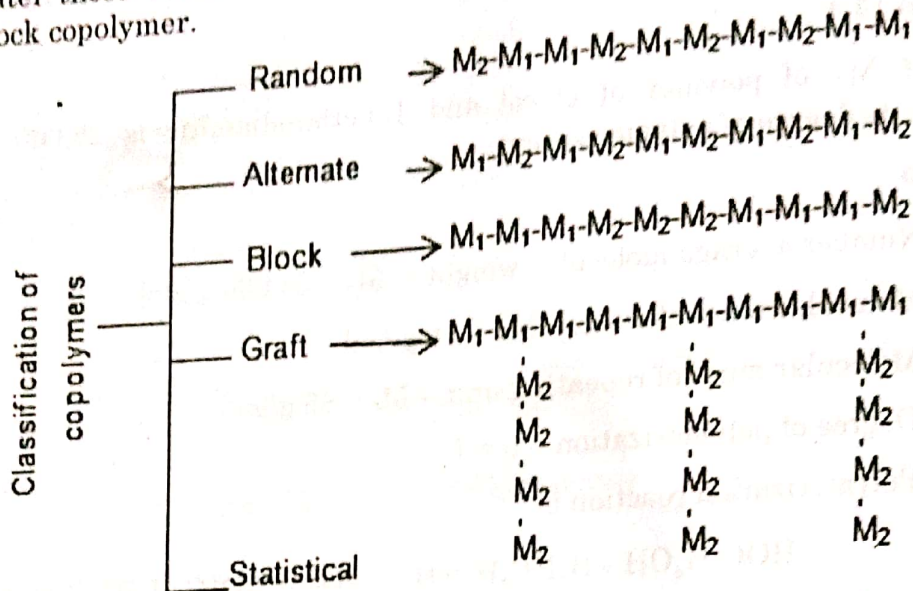 ock copolymer.
Random → M₂-M₁-M₁-M₂-M₁-M₂-M₁-M₂-M₁-M₁
Alternate → M₁-M₂-M₁-M₂-M₁-M₂-M₁-M₂-M₁-M₂
Block → M₁-M₁-M₁-M₂-M₂-M₂-M₁-M₁-M₁-M₂
Classification of
copolymers
Graft → M₁-M₁-M₁-M₁-M₁-M₁-M₁-M₁-M₁-M₁
M₂ M₂ M₂
M₂ M₂ M₂
M₂ M₂ M₂
M₂ M₂ M₂
Statistical